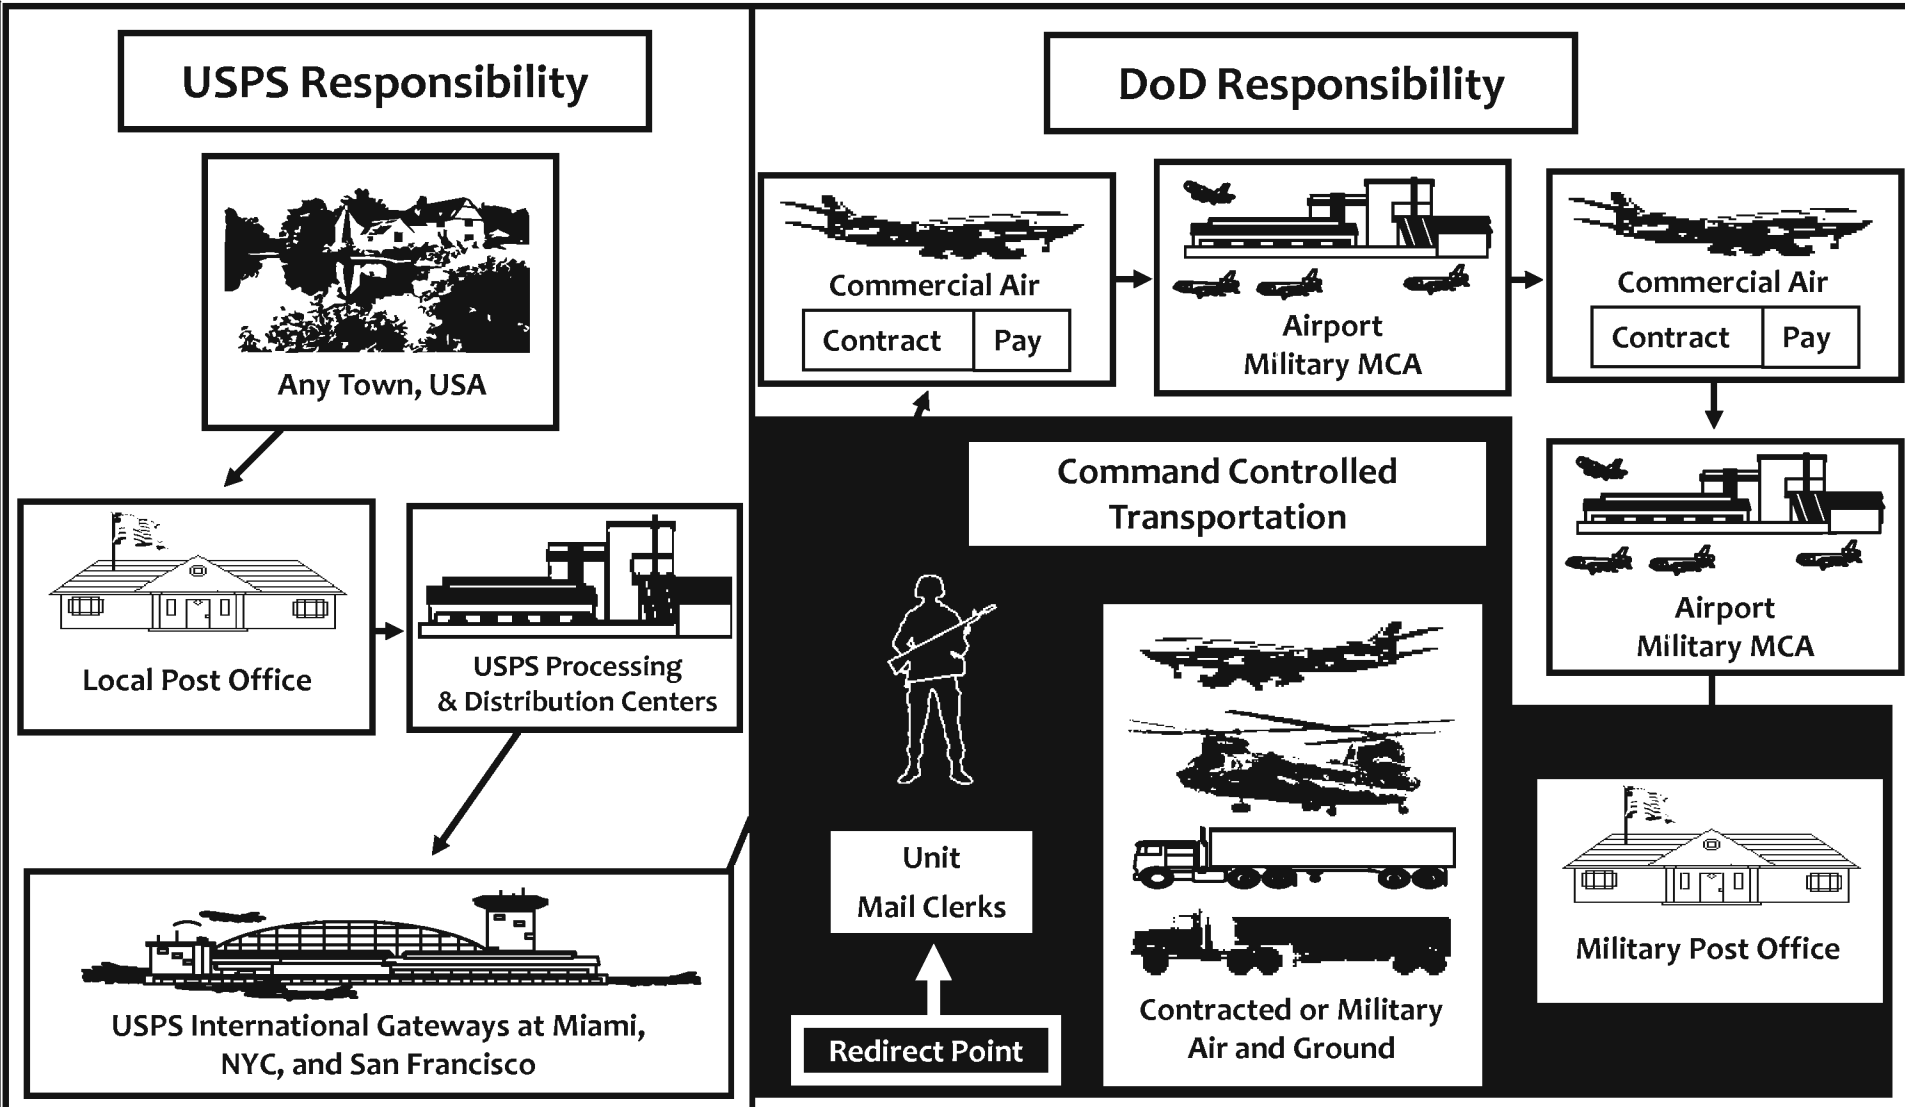 USPS Responsibility
Any Town, USA
Local Post Office
USPS Processing
& Distribution Centers
USPS International Gateways at Miami,
NYC, and San Francisco
DoD Responsibility
Commercial Air
Contract
Pay
Airport
Military MCA
Commercial Air
Contract
Pay
Airport
Military MCA
Command Controlled
Transportation
Unit
Mail Clerks
Redirect Point
Contracted or Military
Air and Ground
Military Post Office